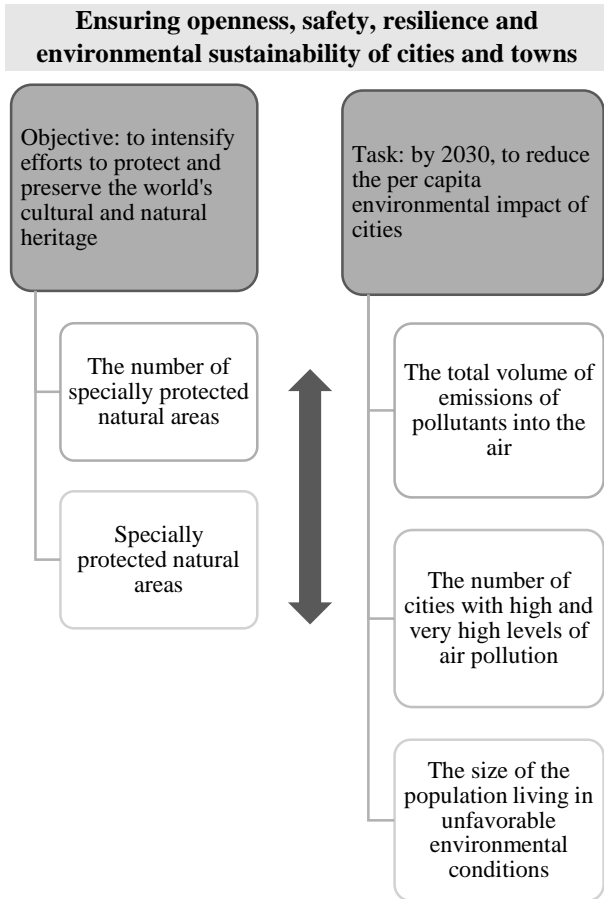 Ensuring openness, safety, resilience and
environmental sustainability of cities and towns
Objective: to intensify
efforts to protect and
preserve the world's
cultural and natural
heritage
The number of
specially protected
natural areas
Specially
protected natural
areas
Task: by 2030, to reduce
the per capita
environmental impact of
cities
The total volume of
emissions of
pollutants into the
air
The number of
cities with high and
very high levels of
air pollution
The size of the
population living in
unfavorable
environmental
conditions